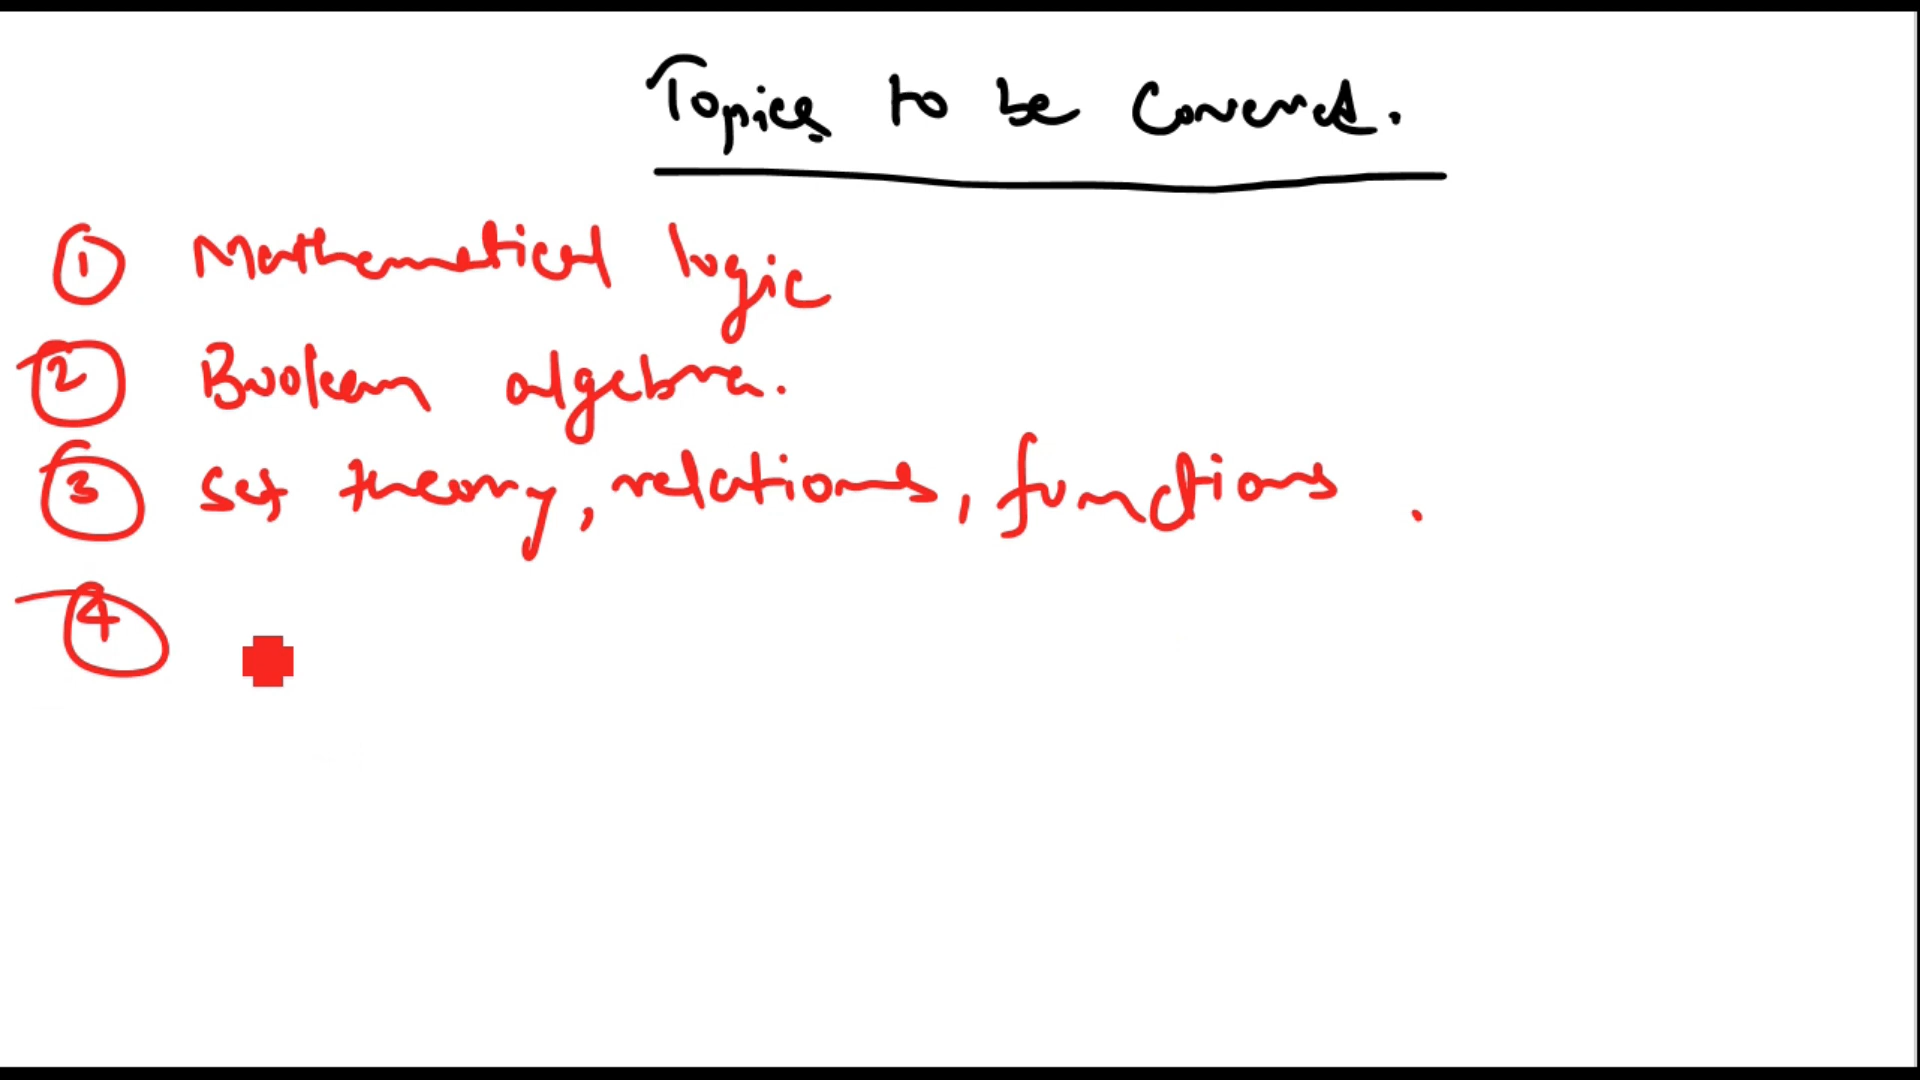 Topics to be Covered.
① Mathematical logic
② Boolean algebra.
③ Set theory, relations, functions.
④